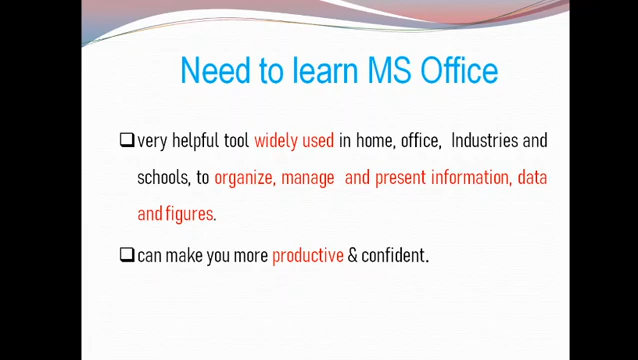 Need to learn MS Office
❑very helpful tool widely used in home, office, Industries and
schools, to organize, manage and present information, data
and figures.
❑can make you more productive & confident.